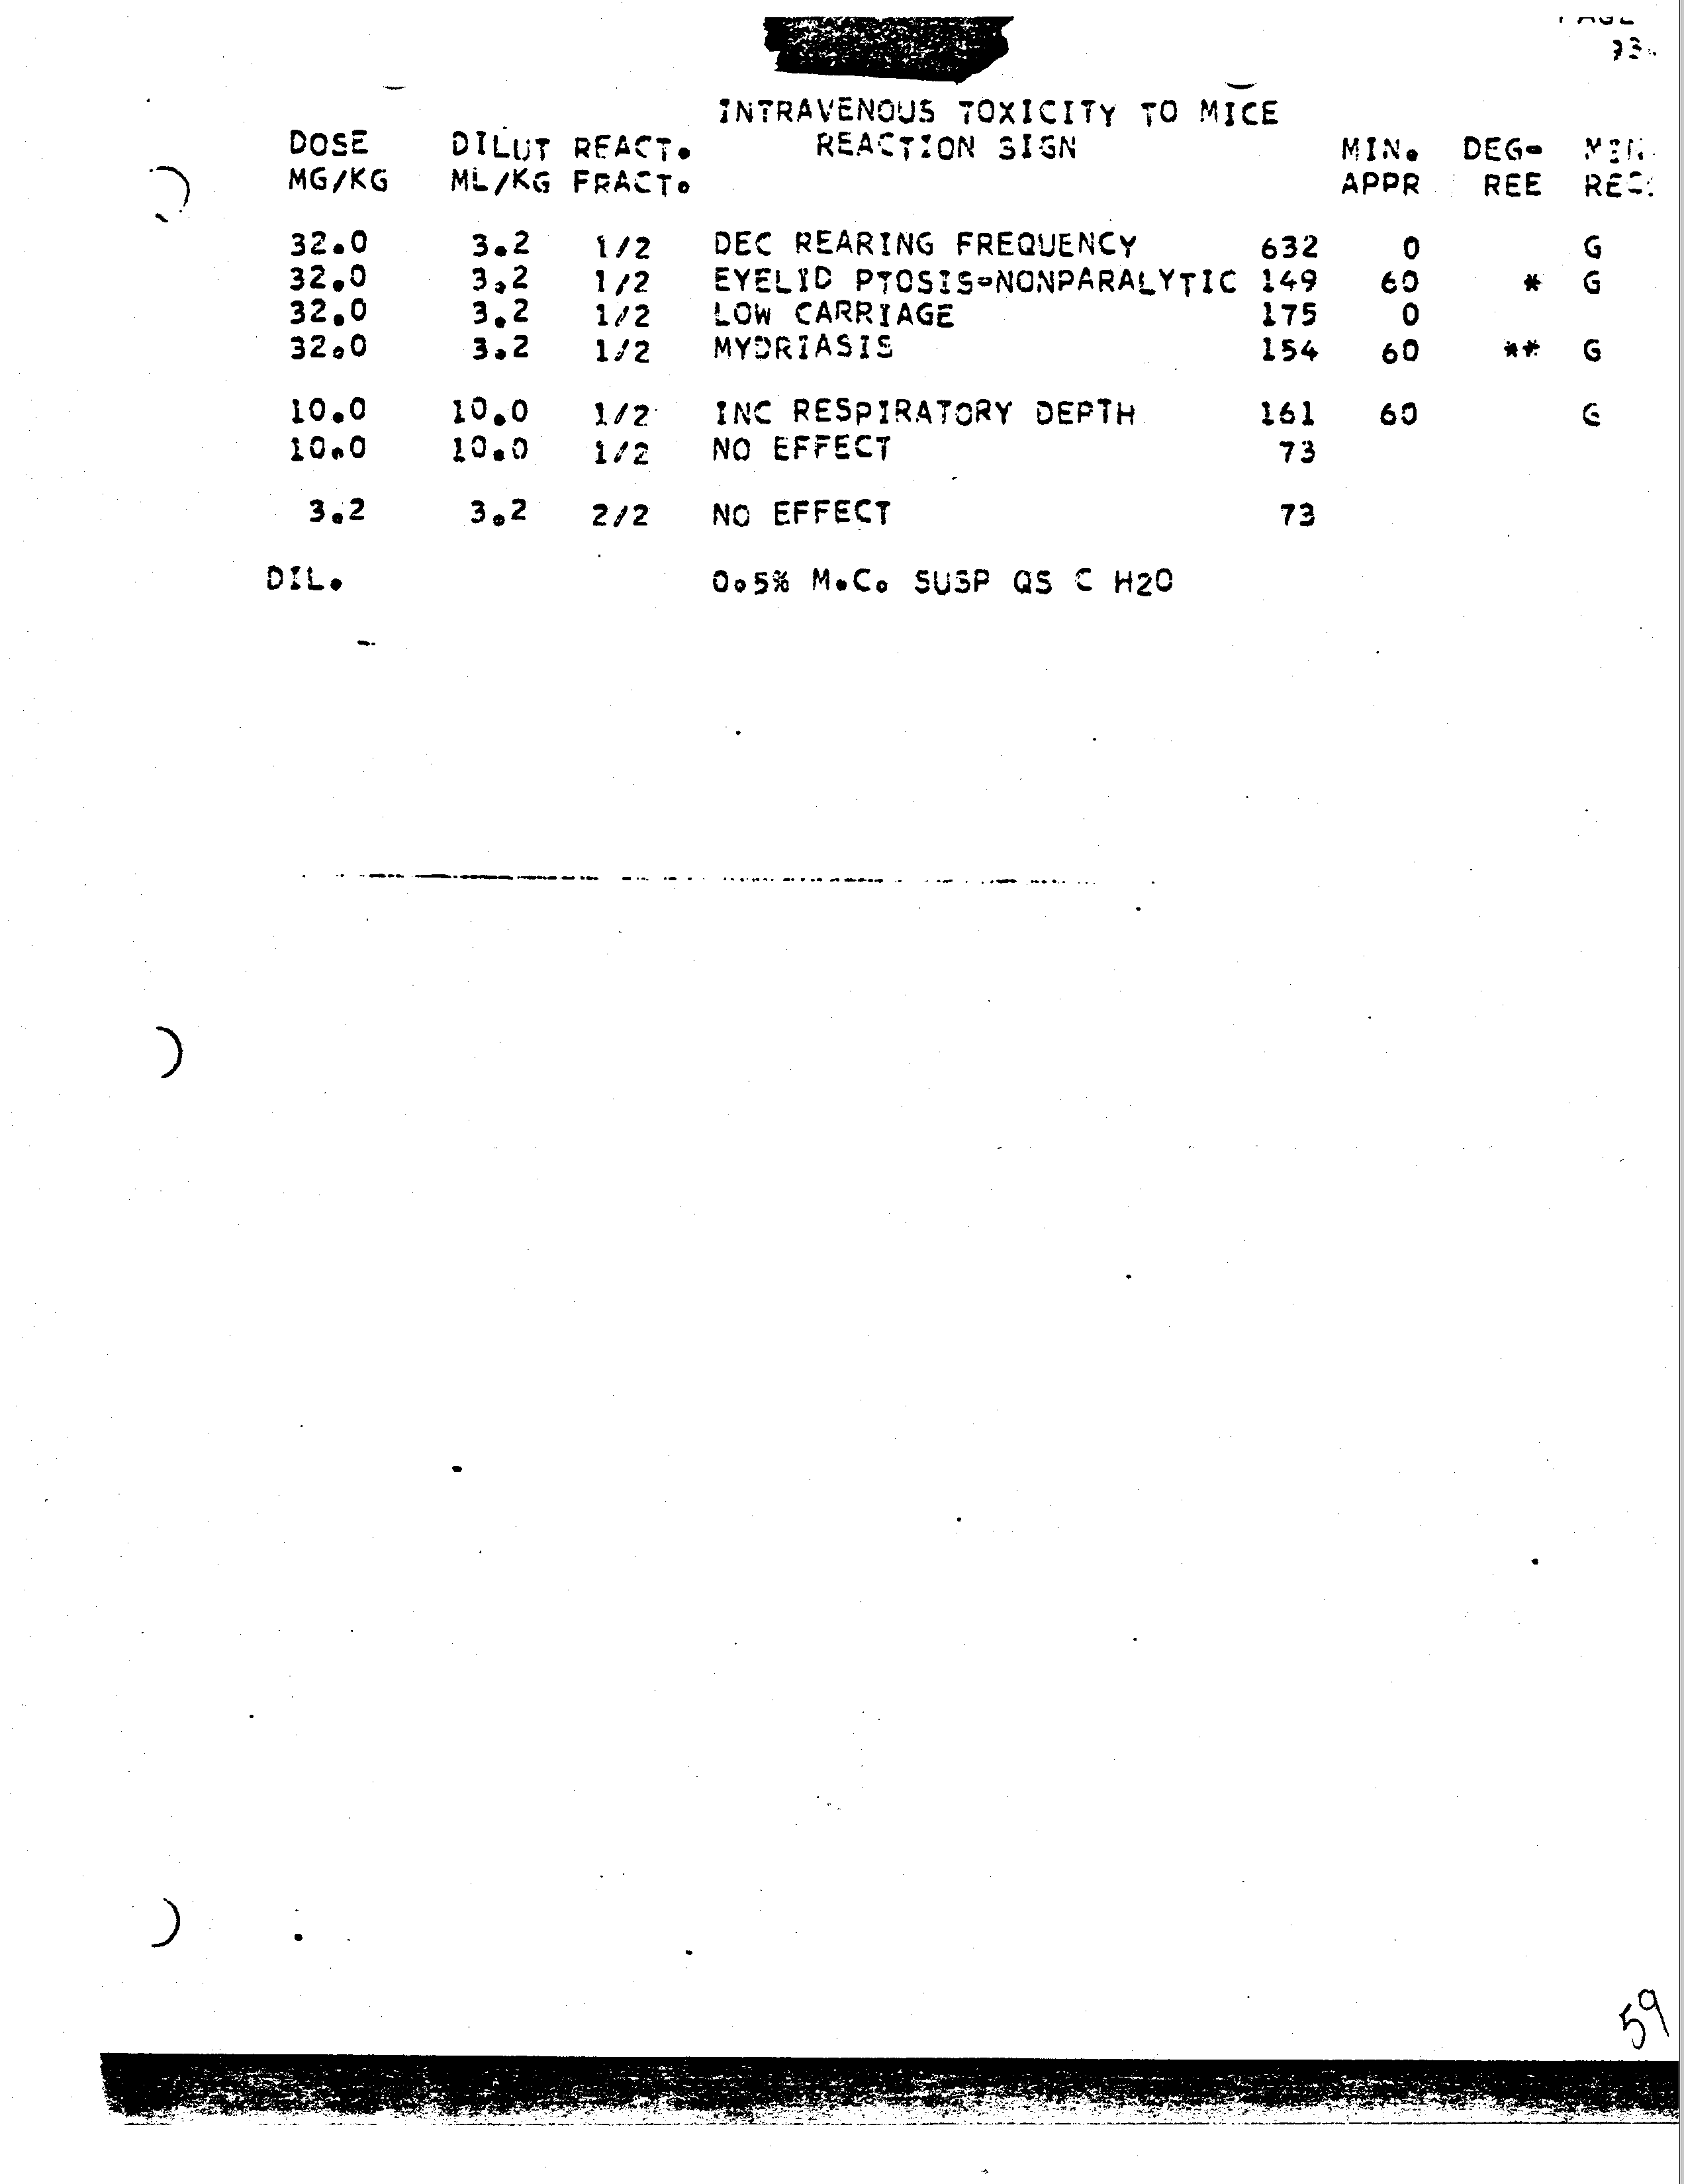 INTRAVENOUS TOXICITY TO MICE
DOSE DILUT REACT. REACTION SIGN MIN. DEG- MIN.
MG/KG ML/KG FRACT. APPR REE REC.
32.0 3.2 1/2 DEC REARING FREQUENCY 632 0 G
32.0 3.2 1/2 EYELID PTOSIS-NONPARALYTIC 149 60 * G
32.0 3.2 1/2 LOW CARRIAGE 175 0
32.0 3.2 1/2 MYDRIASIS 154 60 ** G
10.0 10.0 1/2 INC RESPIRATORY DEPTH 161 60 G
10.0 10.0 1/2 NO EFFECT 73
3.2 3.2 2/2 NO EFFECT 73
DIL. 0.5% M.C. SUSP QS C H2O
59